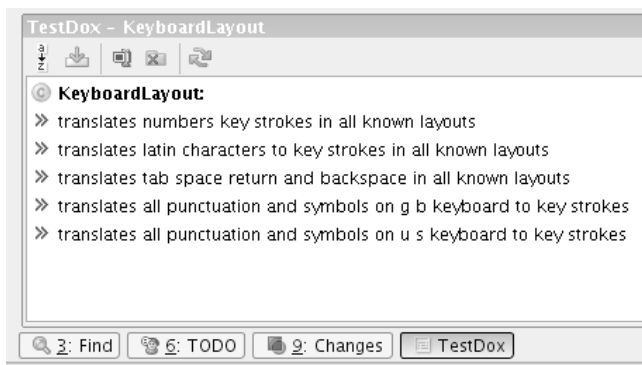 TestDox - KeyboardLayout
a
z
C KeyboardLayout:
» translates numbers key strokes in all known layouts
» translates latin characters to key strokes in all known layouts
» translates tab space return and backspace in all known layouts
» translates all punctuation and symbols on g b keyboard to key strokes
» translates all punctuation and symbols on u s keyboard to key strokes
3: Find 6: TODO 9: Changes TestDox